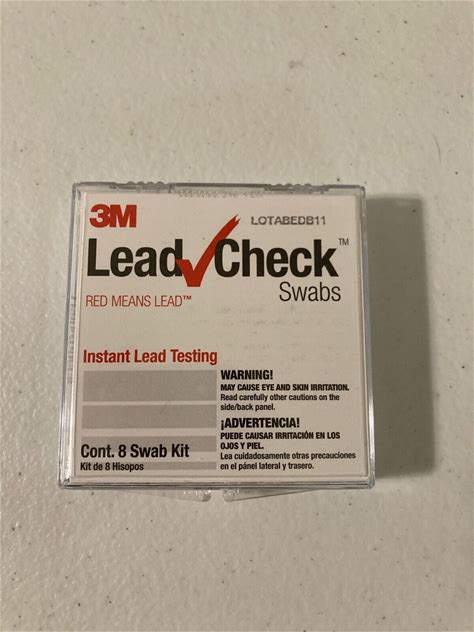 3M
LOTABEDB11
Lead Check™
Swabs
RED MEANS LEAD™
Instant Lead Testing
WARNING!
MAY CAUSE EYE AND SKIN IRRITATION.
Read carefully other cautions on the
side/back panel.
¡ADVERTENCIA!
PUEDE CAUSAR IRRITACIÓN EN LOS
OJOS Y PIEL.
Lea cuidadosamente otras precauciones
en el pánel lateral y trasero.
Cont. 8 Swab Kit
Kit de 8 Hisopos